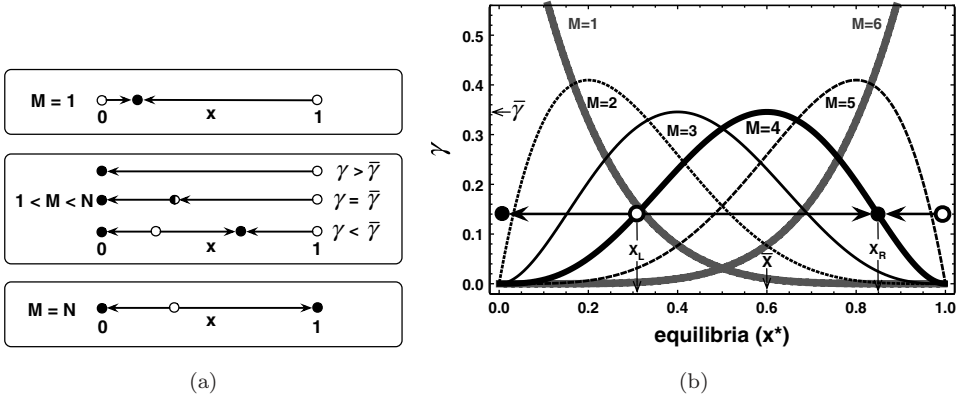 M = 1
0
x
1
1 < M < N
γ > γ̄
γ = γ̄
γ < γ̄
0
x
1
M = N
0
x
1
(a)
γ
0.5
0.4
0.3
0.2
0.1
0.0
γ̄
M=1
M=2
M=3
M=4
M=5
M=6
X_L
X̄
X_R
0.0 0.2 0.4 0.6 0.8 1.0
equilibria (x*)
(b)